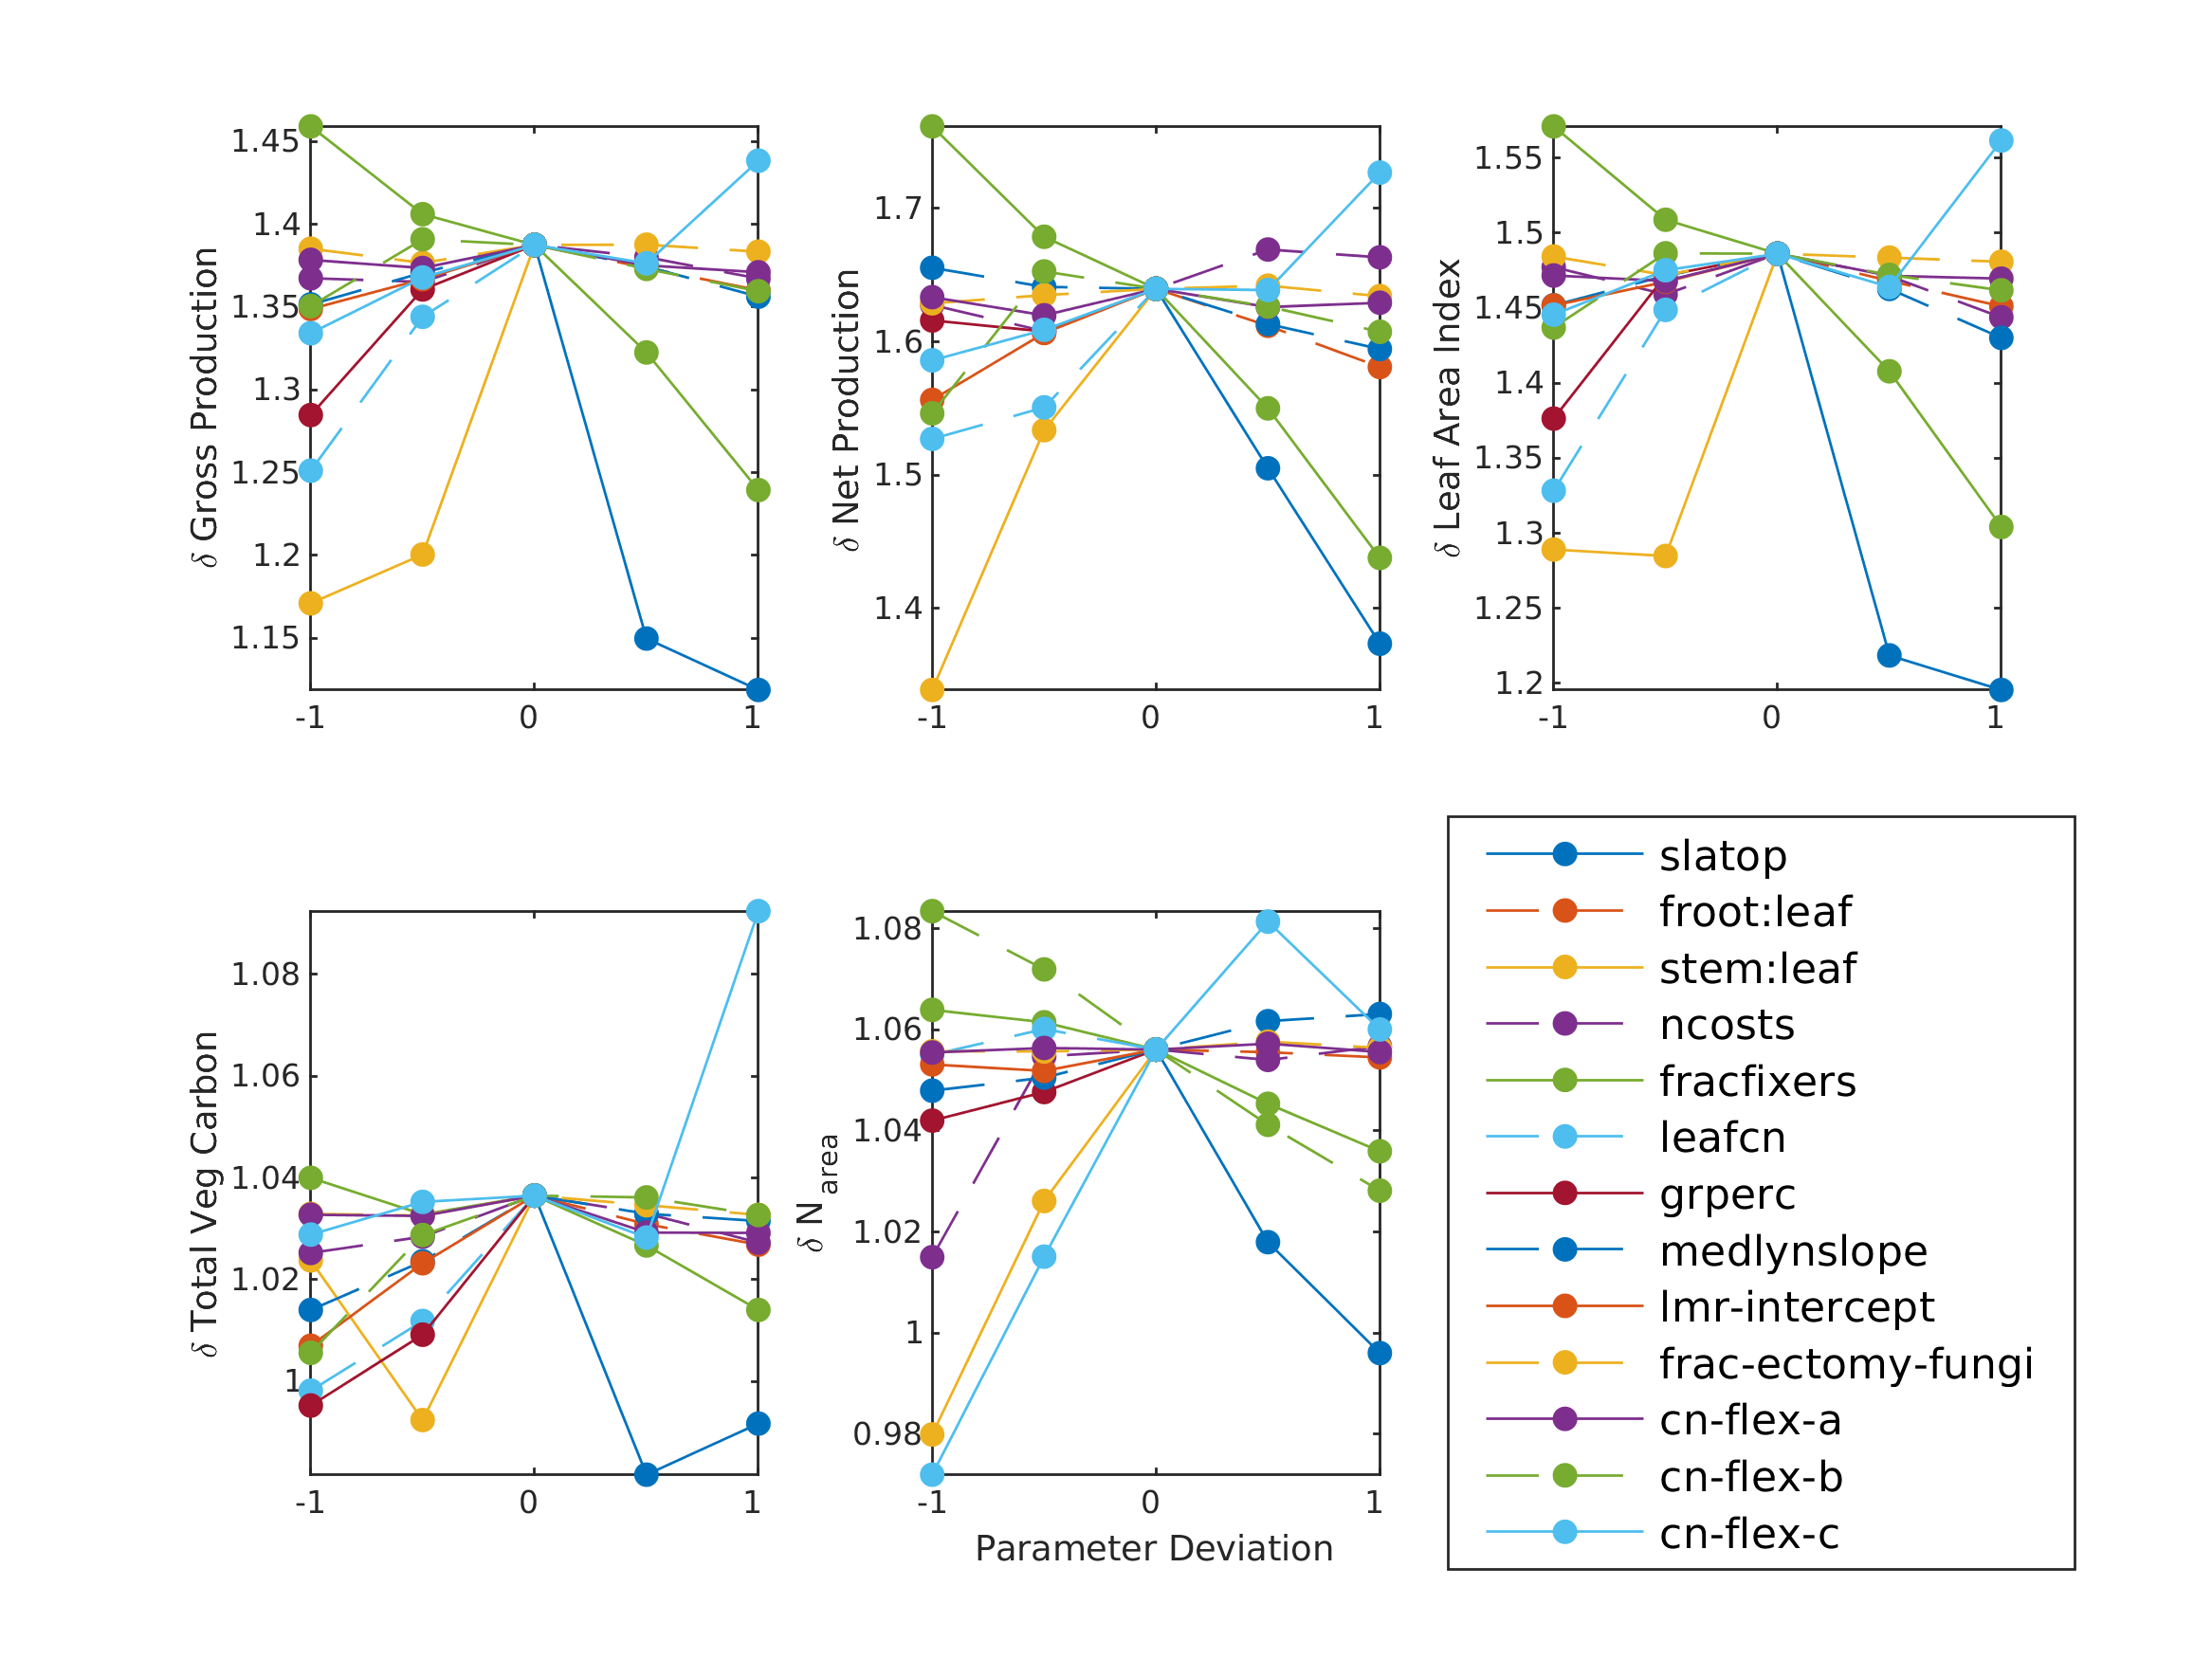 δ Gross Production
1.45
1.4
1.35
1.3
1.25
1.2
1.15
-1 0 1
δ Net Production
1.7
1.6
1.5
1.4
-1 0 1
δ Leaf Area Index
1.55
1.5
1.45
1.4
1.35
1.3
1.25
1.2
-1 0 1
δ Total Veg Carbon
1.08
1.06
1.04
1.02
1
-1 0 1
δ N area
1.08
1.06
1.04
1.02
1
0.98
-1 0 1
Parameter Deviation
slatop
froot:leaf
stem:leaf
ncosts
fracfixers
leafcn
grperc
medlynslope
lmr-intercept
frac-ectomy-fungi
cn-flex-a
cn-flex-b
cn-flex-c